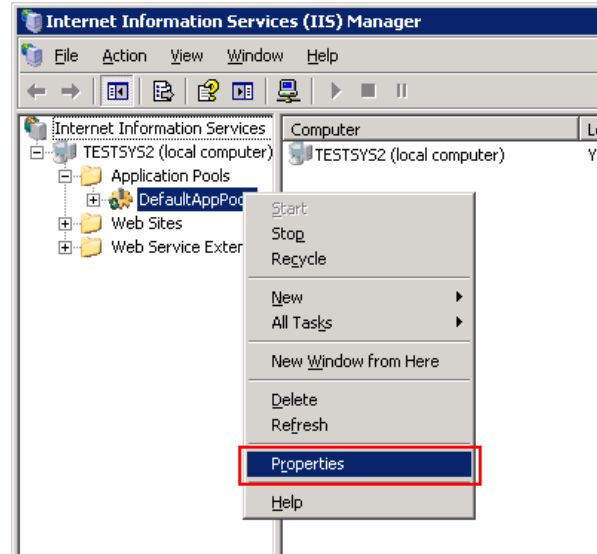 Internet Information Services (IIS) Manager
File Action View Window Help
Internet Information Services
Computer
TESTSYS2 (local computer)
TESTSYS2 (local computer)
Y
Application Pools
DefaultAppPoo
Web Sites
Web Service Exter
Start
Stop
Recycle
New
All Tasks
New Window from Here
Delete
Refresh
Properties
Help